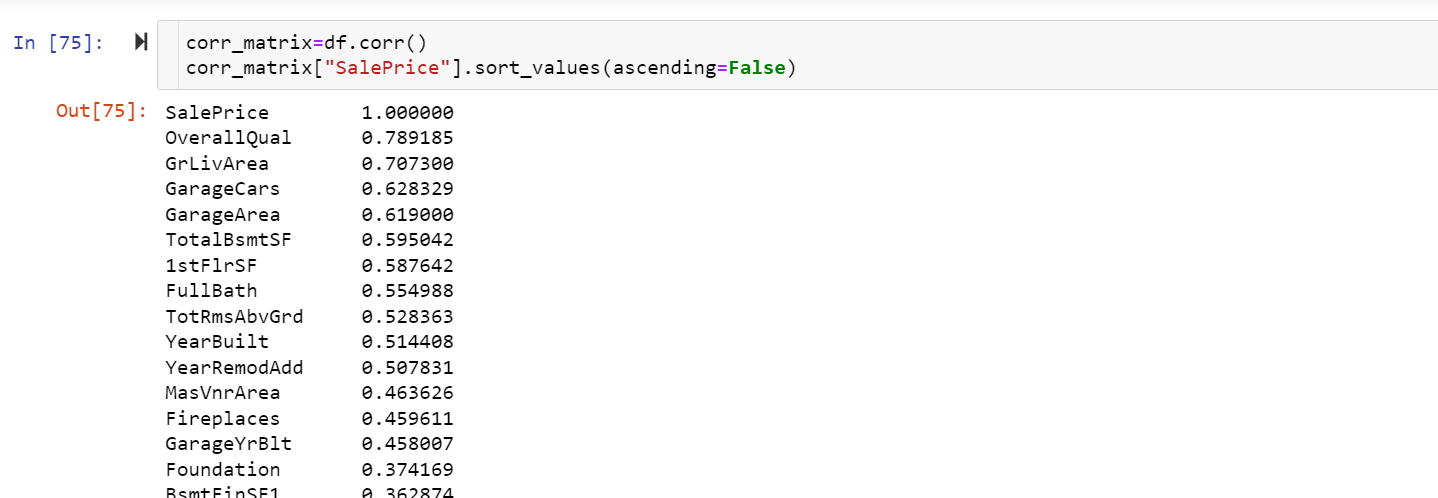 In [75]:
corr_matrix=df.corr()
corr_matrix["SalePrice"].sort_values(ascending=False)
Out[75]:
SalePrice 1.000000
OverallQual 0.789185
GrLivArea 0.707300
GarageCars 0.628329
GarageArea 0.619000
TotalBsmtSF 0.595042
1stFlrSF 0.587642
FullBath 0.554988
TotRmsAbvGrd 0.528363
YearBuilt 0.514408
YearRemodAdd 0.507831
MasVnrArea 0.463626
Fireplaces 0.459611
GarageYrBlt 0.458007
Foundation 0.374169
BsmtFinSF1 0.362874